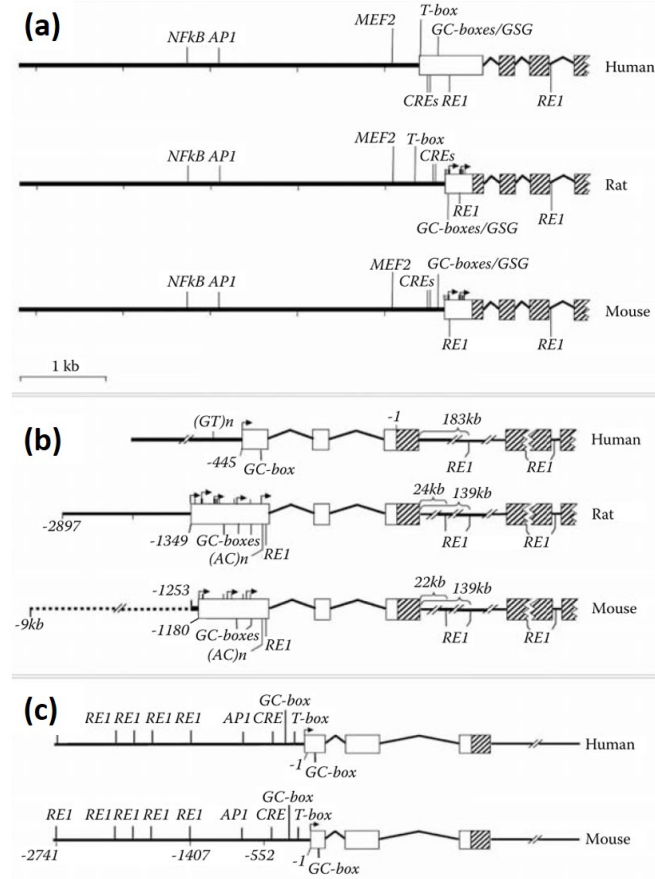 (a)
T-box
MEF2
GC-boxes/GSG
NFkB AP1
Human
CREs RE1
RE1
MEF2 T-box
NFkB AP1
CREs
Rat
RE1
RE1
GC-boxes/GSG
MEF2 GC-boxes/GSG
NFkB AP1
CREs
Mouse
RE1
RE1
1 kb
(b)
-1
183kb
(GT)n
Human
-445
GC-box
RE1
RE1
24kb 139kb
Rat
-2897
-1349
GC-boxes
(AC)n
RE1
RE1
RE1
22kb
139kb
-1253
Mouse
-9kb
-1180
GC-boxes
(AC)n
RE1
RE1
RE1
(c)
GC-box
RE1 RE1 RE1 RE1 AP1 CRE T-box
Human
-1
GC-box
GC-box
RE1 RE1 RE1 RE1 RE1 AP1 CRE T-box
Mouse
-2741 -1407 -552 -1
GC-box